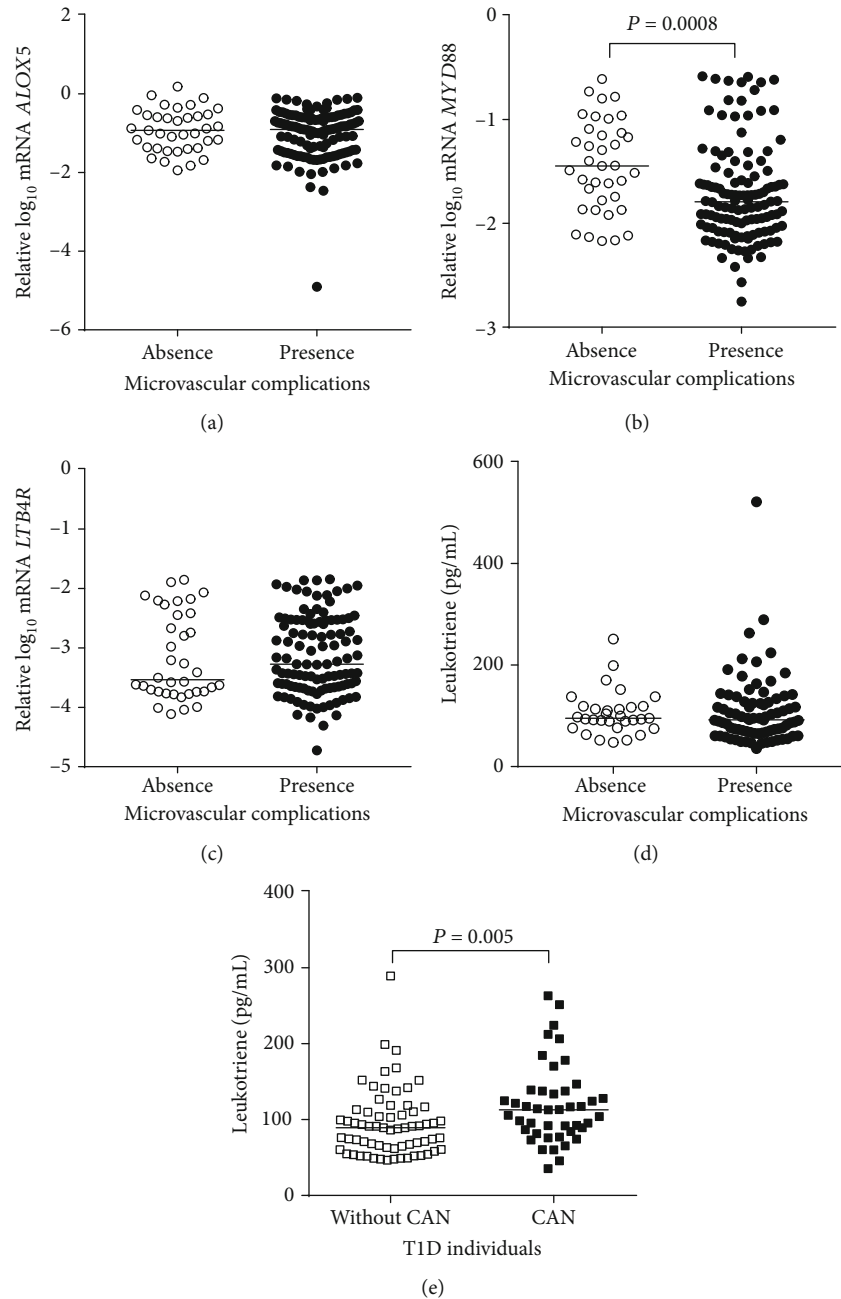 2
0
−2
−4
−6
Relative log10 mRNA ALOX5
Absence
Presence
Microvascular complications
(a)
−0
−1
−2
−3
Relative log10 mRNA MYD88
P = 0.0008
Absence
Presence
Microvascular complications
(b)
0
−1
−2
−3
−4
−5
Relative log10 mRNA LTB4R
Absence
Presence
Microvascular complications
(c)
600
400
200
0
Leukotriene (pg/mL)
Absence
Presence
Microvascular complications
(d)
400
300
200
100
0
Leukotriene (pg/mL)
P = 0.005
Without CAN
CAN
T1D individuals
(e)